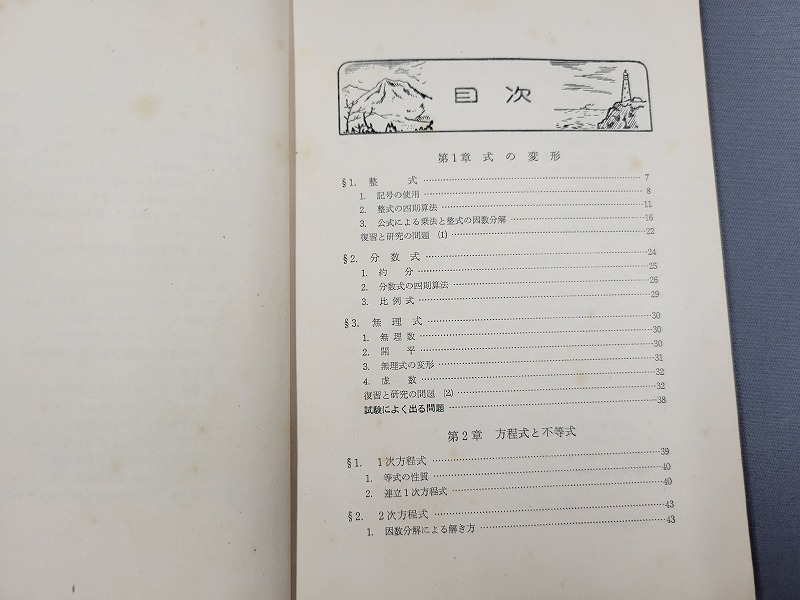 目次
第1章 式の変形
§1. 整式 7
1. 記号の使用 8
2. 整式の四則算法 11
3. 公式による乗法と整式の因数分解 16
復習と研究の問題 (1) 22
§2. 分数式 24
1. 約分 25
2. 分数式の四則算法 26
3. 比例式 29
§3. 無理式 30
1. 無理数 30
2. 開平 30
3. 無理式の変形 31
4. 虚数 32
復習と研究の問題 (2) 32
試験によく出る問題 38
第2章 方程式と不等式
§1. 1次方程式 39
1. 等式の性質 40
2. 連立1次方程式 40
§2. 2次方程式 43
1. 因数分解による解き方 43